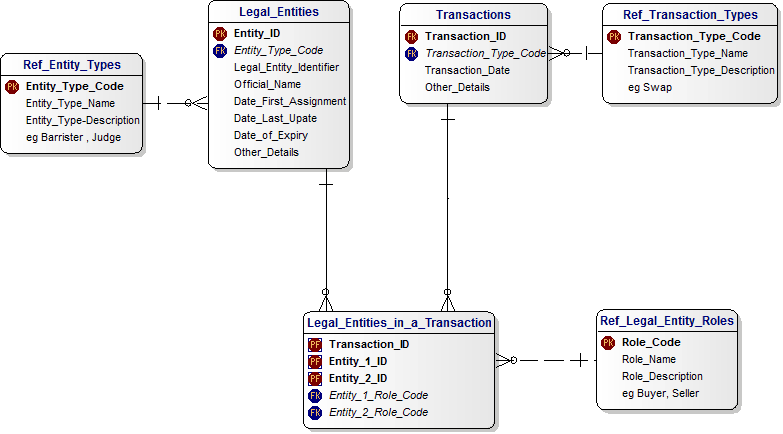 Legal_Entities
PK Entity_ID
FK Entity_Type_Code
Legal_Entity_Identifier
Official_Name
Date_First_Assignment
Date_Last_Upate
Date_of_Expiry
Other_Details
Transactions
PK Transaction_ID
FK Transaction_Type_Code
Transaction_Date
Other_Details
Ref_Transaction_Types
PK Transaction_Type_Code
Transaction_Type_Name
Transaction_Type_Description
eg Swap
Ref_Entity_Types
PK Entity_Type_Code
Entity_Type_Name
Entity_Type-Description
eg Barrister , Judge
Legal_Entities_in_a_Transaction
PF Transaction_ID
PF Entity_1_ID
PF Entity_2_ID
FK Entity_1_Role_Code
FK Entity_2_Role_Code
Ref_Legal_Entity_Roles
PK Role_Code
Role_Name
Role_Description
eg Buyer, Seller